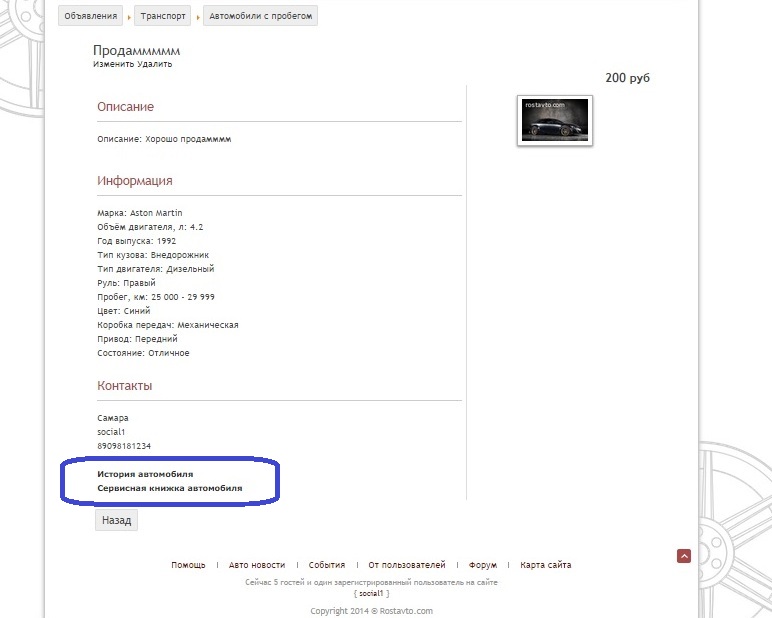 Объявления
Транспорт
Автомобили с пробегом
Продаммммм
Изменить Удалить
200 руб
rostavto.com
Описание
Описание: Хорошо продамммм
Информация
Марка: Aston Martin
Объём двигателя, л: 4.2
Год выпуска: 1992
Тип кузова: Внедорожник
Тип двигателя: Дизельный
Руль: Правый
Пробег, км: 25 000 - 29 999
Цвет: Синий
Коробка передач: Механическая
Привод: Передний
Состояние: Отличное
Контакты
Самара
social1
89098181234
История автомобиля
Сервисная книжка автомобиля
Назад
Помощь | Авто новости | События | От пользователей | Форум | Карта сайта
Сейчас 5 гостей и один зарегистрированный пользователь на сайте
[ social1 ]
Copyright 2014 © Rostavto.com